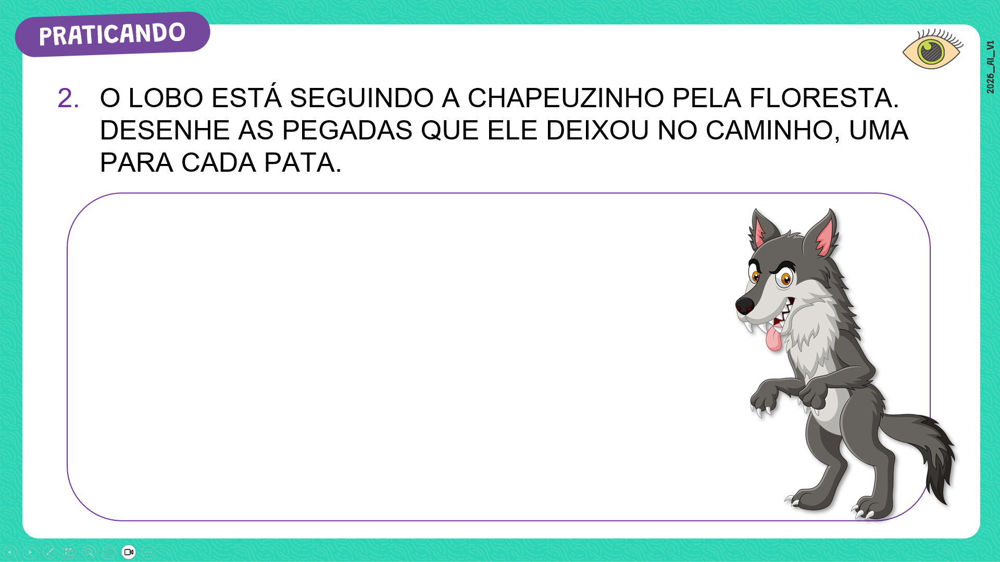 PRATICANDO
2025_AI_V1
2. O LOBO ESTÁ SEGUINDO A CHAPEUZINHO PELA FLORESTA.
DESENHE AS PEGADAS QUE ELE DEIXOU NO CAMINHO, UMA
PARA CADA PATA.